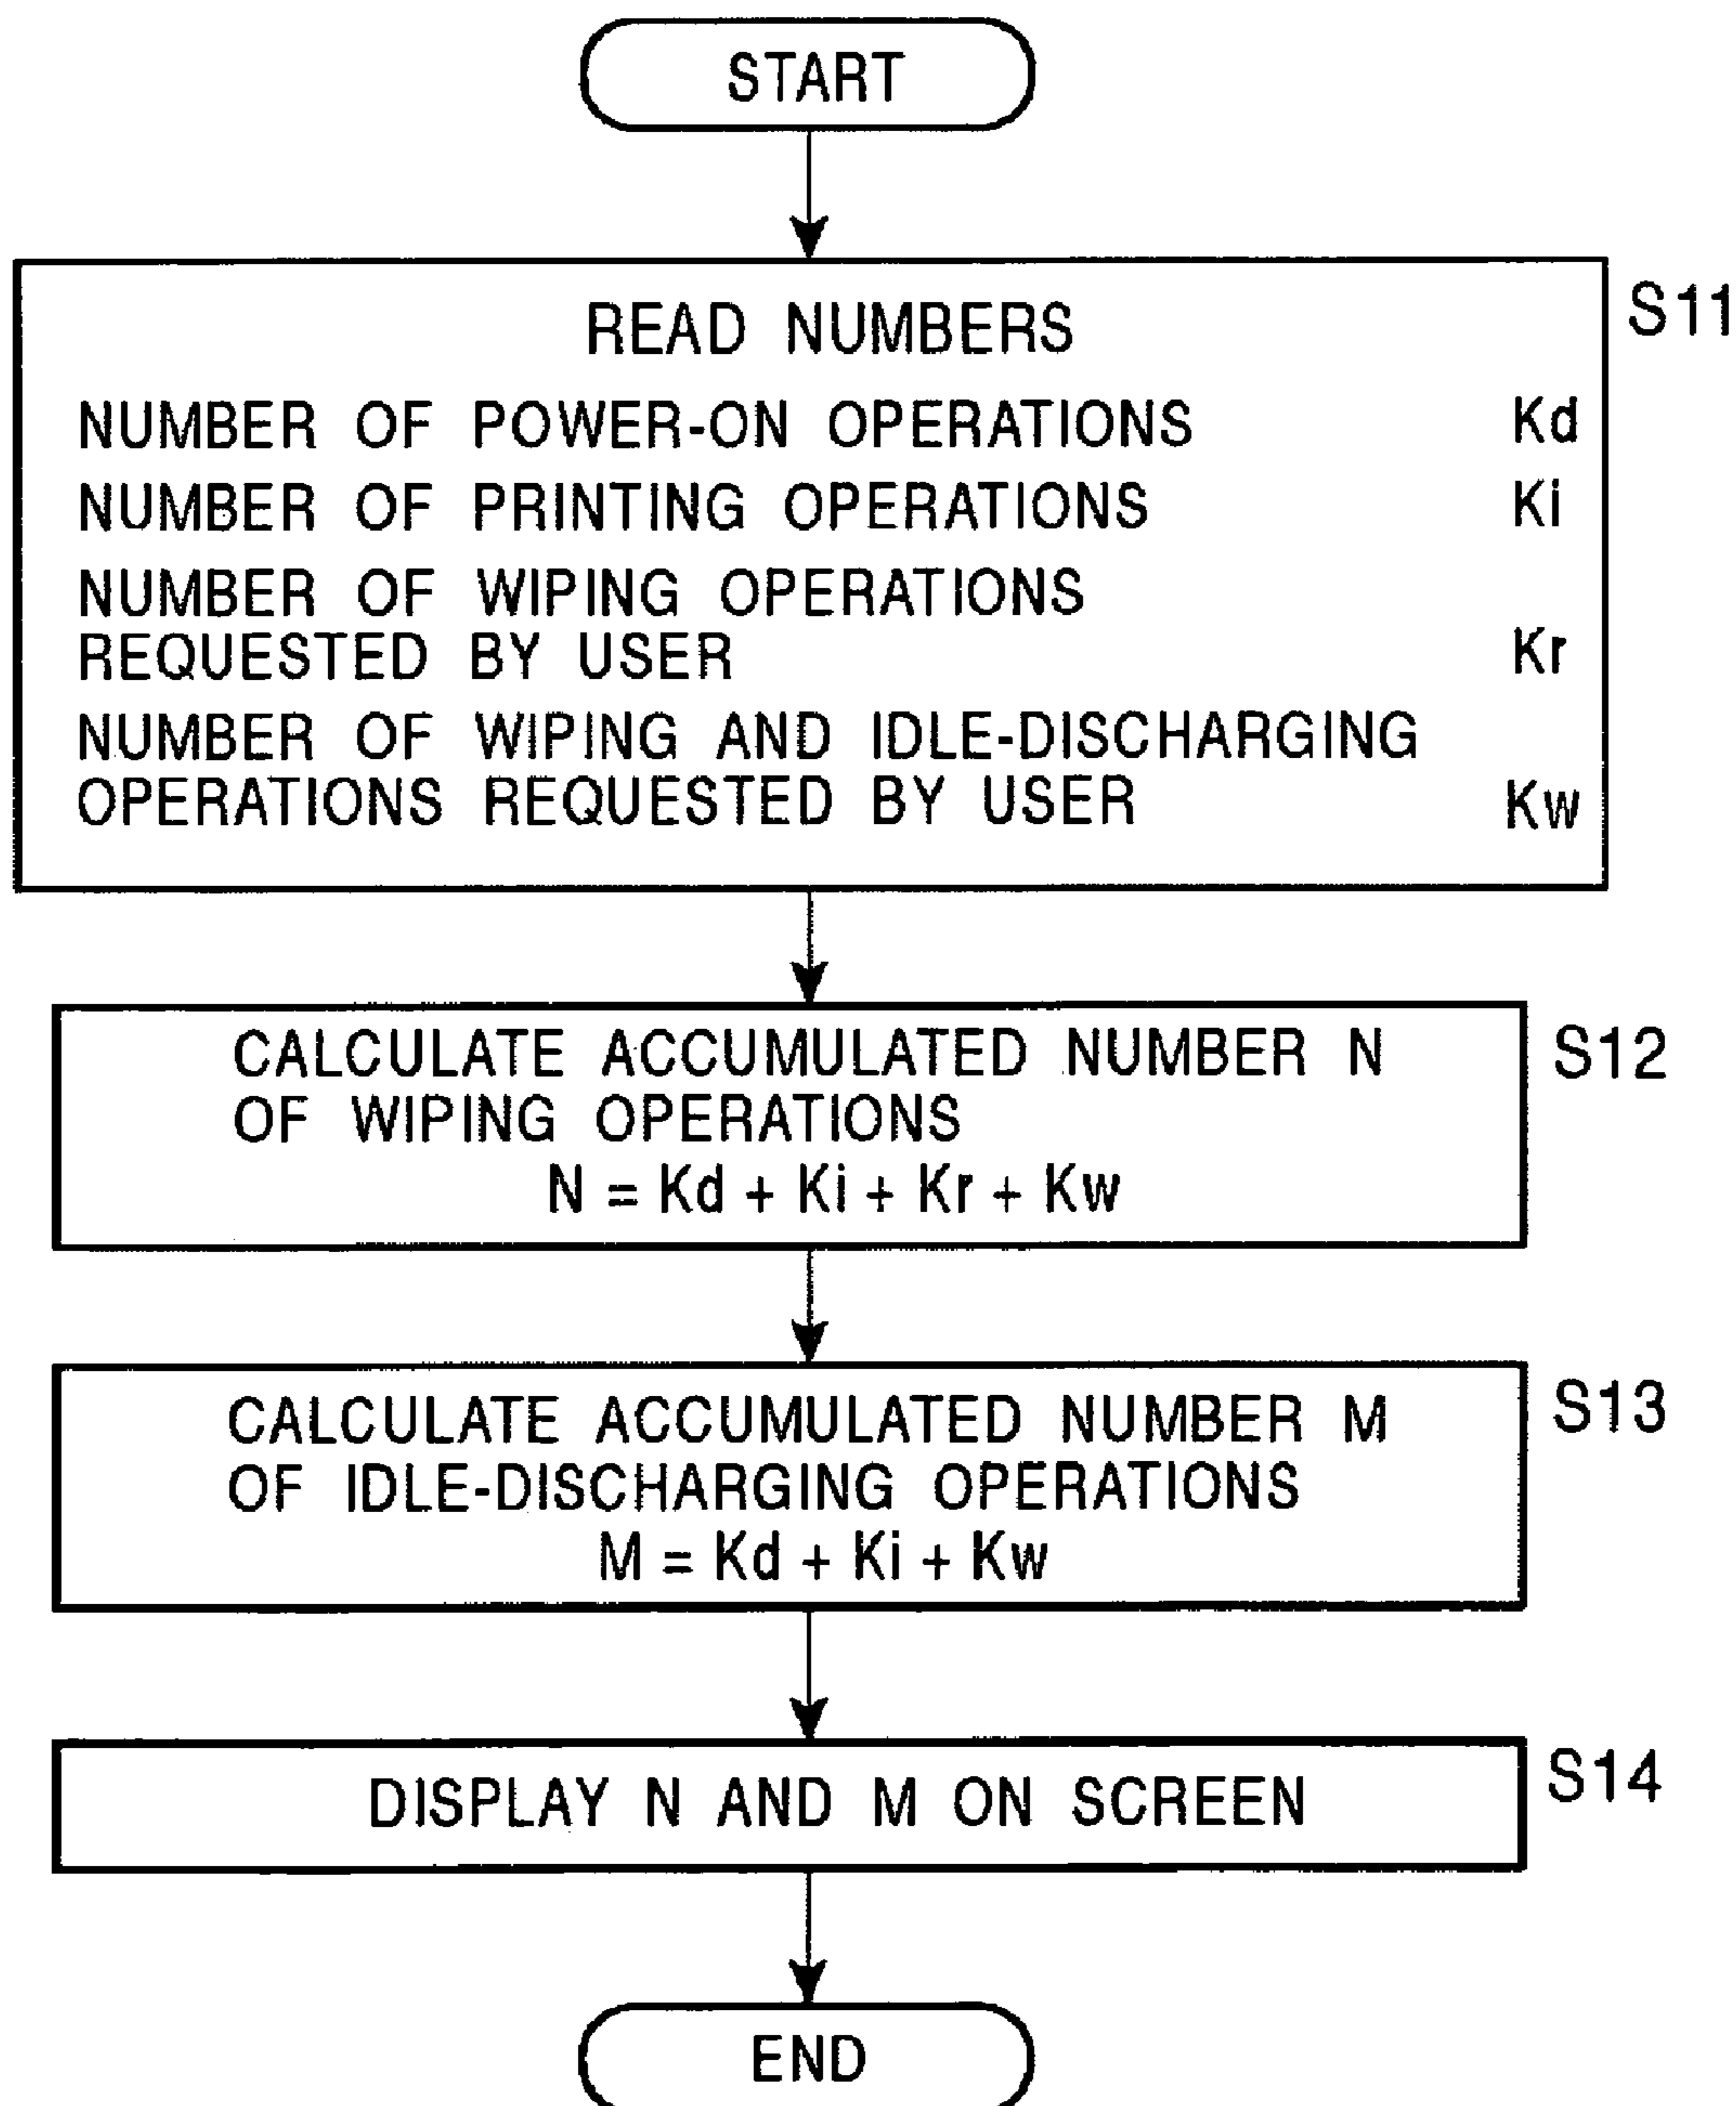 START
READ NUMBERS
S11
NUMBER OF POWER-ON OPERATIONS Kd
NUMBER OF PRINTING OPERATIONS Ki
NUMBER OF WIPING OPERATIONS
REQUESTED BY USER Kr
NUMBER OF WIPING AND IDLE-DISCHARGING
OPERATIONS REQUESTED BY USER Kw
CALCULATE ACCUMULATED NUMBER N
S12
OF WIPING OPERATIONS
N = Kd + Ki + Kr + Kw
CALCULATE ACCUMULATED NUMBER M
S13
OF IDLE-DISCHARGING OPERATIONS
M = Kd + Ki + Kw
DISPLAY N AND M ON SCREEN
S14
END